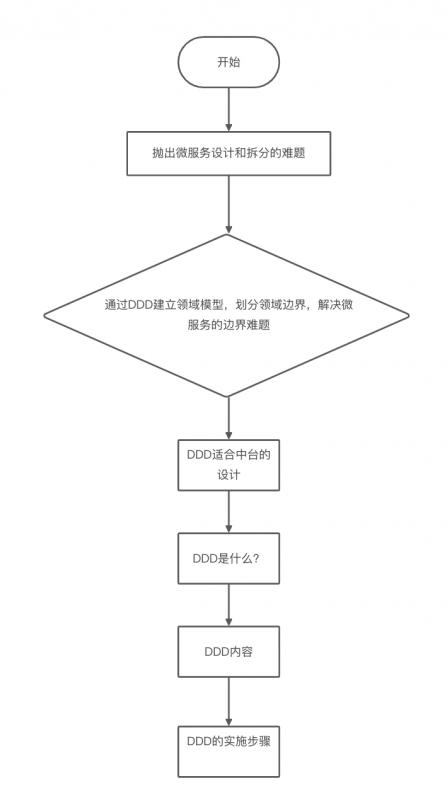 开始
抛出微服务设计和拆分的难题
通过DDD建立领域模型，划分领域边界，解决微
服务的边界难题
DDD适合中台的
设计
DDD是什么？
DDD内容
DDD的实施步骤